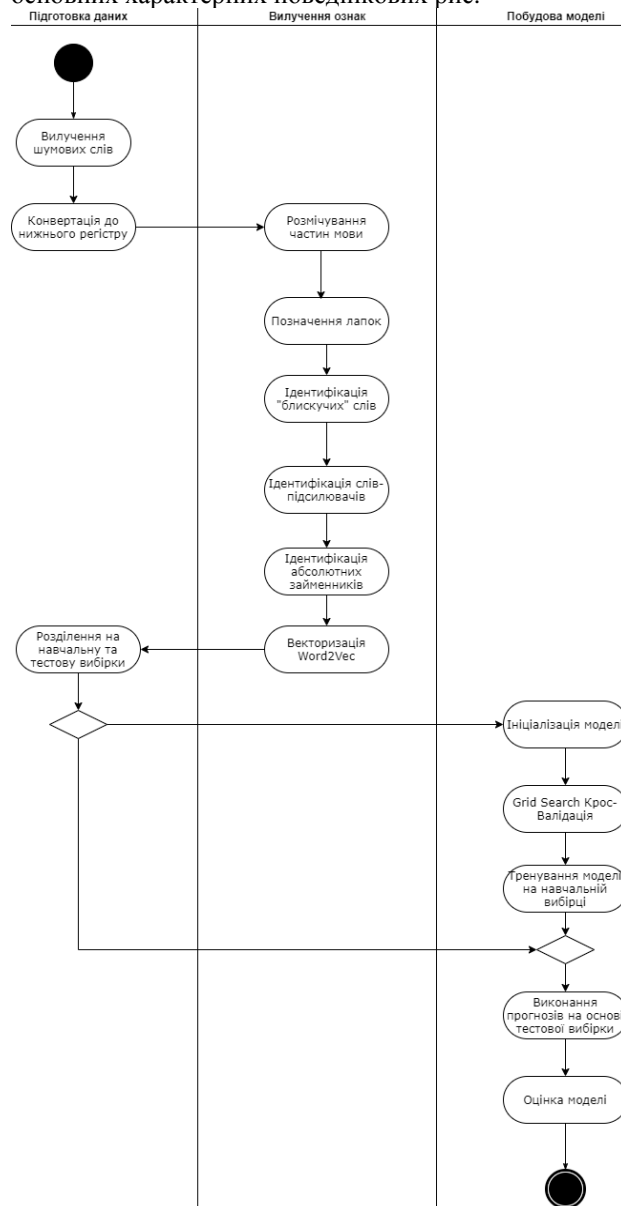 основних характерних поведінкових рис.
Підготовка даних
Вилучення ознак
Побудова моделі
Вилучення
шумових слів
Конвертація до
нижнього регістру
Розмічування
частин мови
Позначення лапок
Ідентифікація
"блискучих" слів
Ідентифікація слів-
підсилювачів
Ідентифікація
абсолютних
займенників
Векторизація
Word2Vec
Розділення на
навчальну та
тестову вибірки
Ініціалізація моделі
Grid Search Крос-
Валідація
Тренування моделі
на навчальній
вибірці
Виконання
прогнозів на основі
тестової вибірки
Оцінка моделі